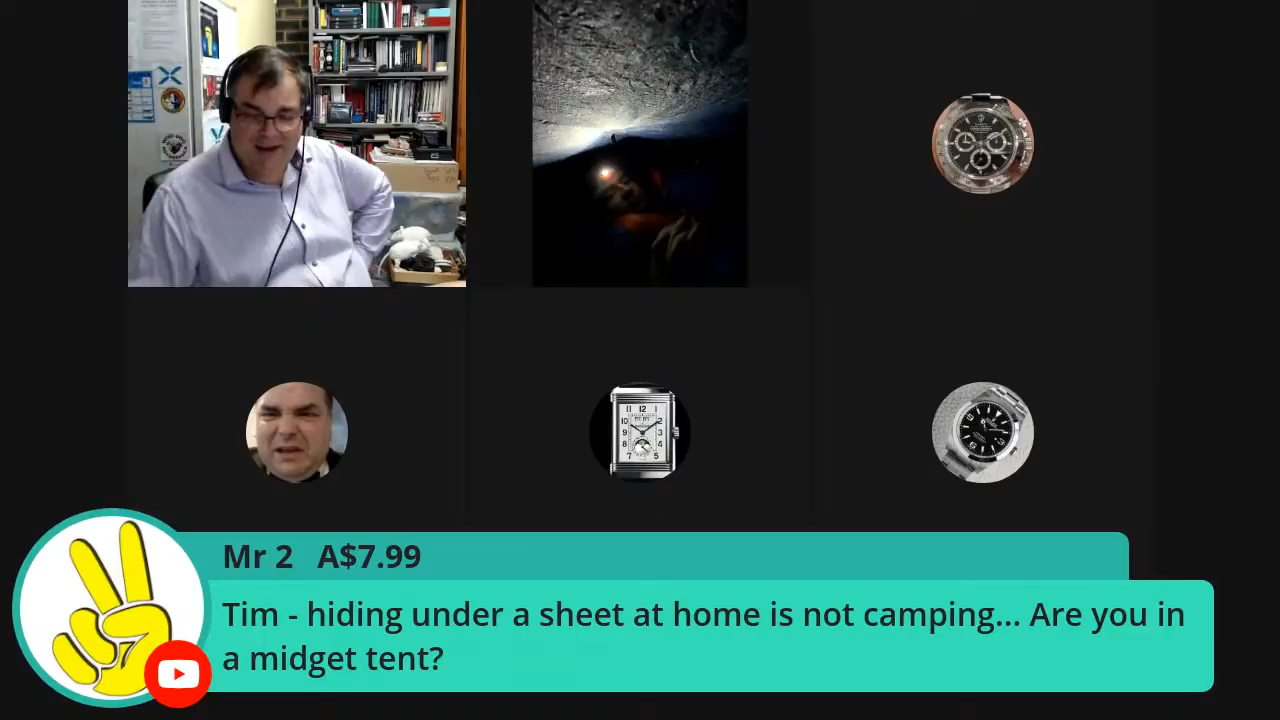 Mr 2 A$7.99
Tim - hiding under a sheet at home is not camping... Are you in
a midget tent?